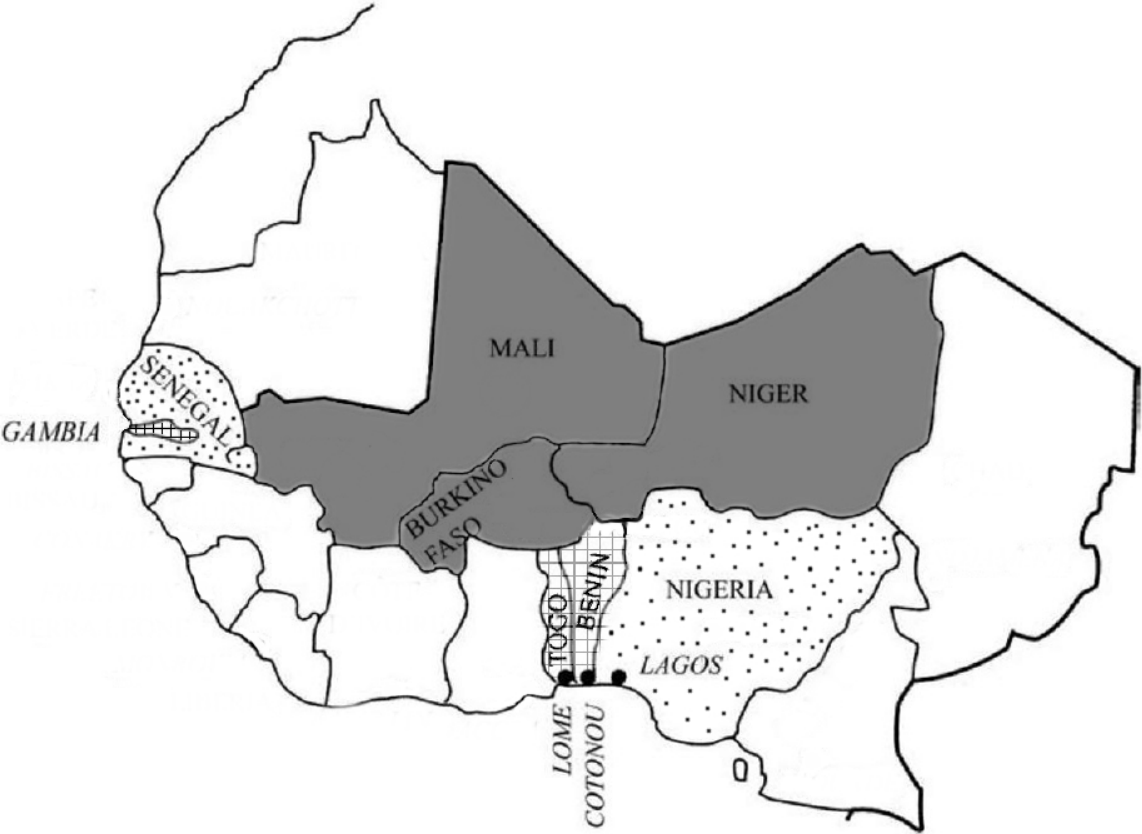 MALI
NIGER
SENEGAL
GAMBIA
BURKINO
FASO
TOGO
BENIN
NIGERIA
LAGOS
LOME
COTONOU